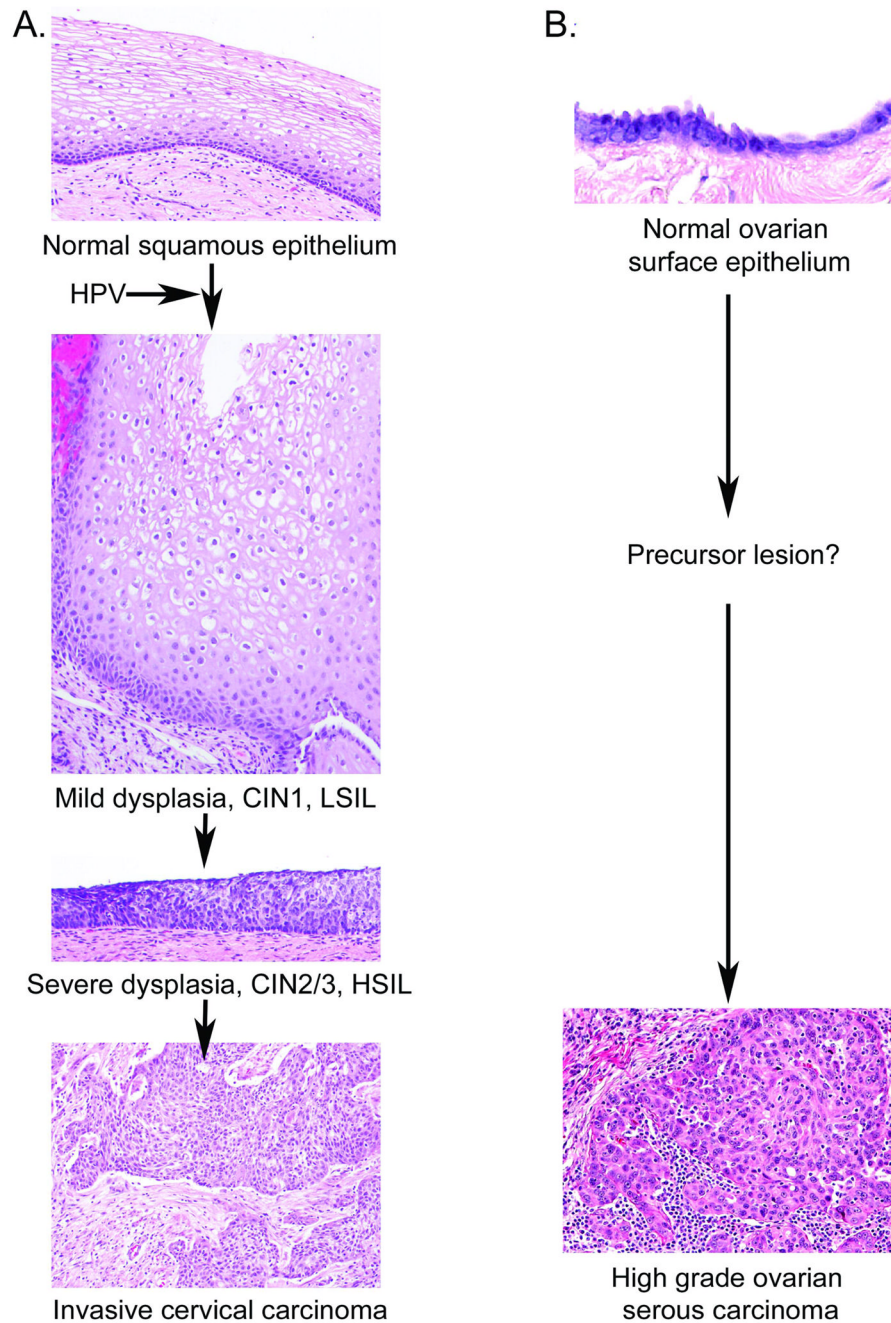 A.
Normal squamous epithelium
HPV
Mild dysplasia, CIN1, LSIL
Severe dysplasia, CIN2/3, HSIL
Invasive cervical carcinoma
B.
Normal ovarian
surface epithelium
Precursor lesion?
High grade ovarian
serous carcinoma